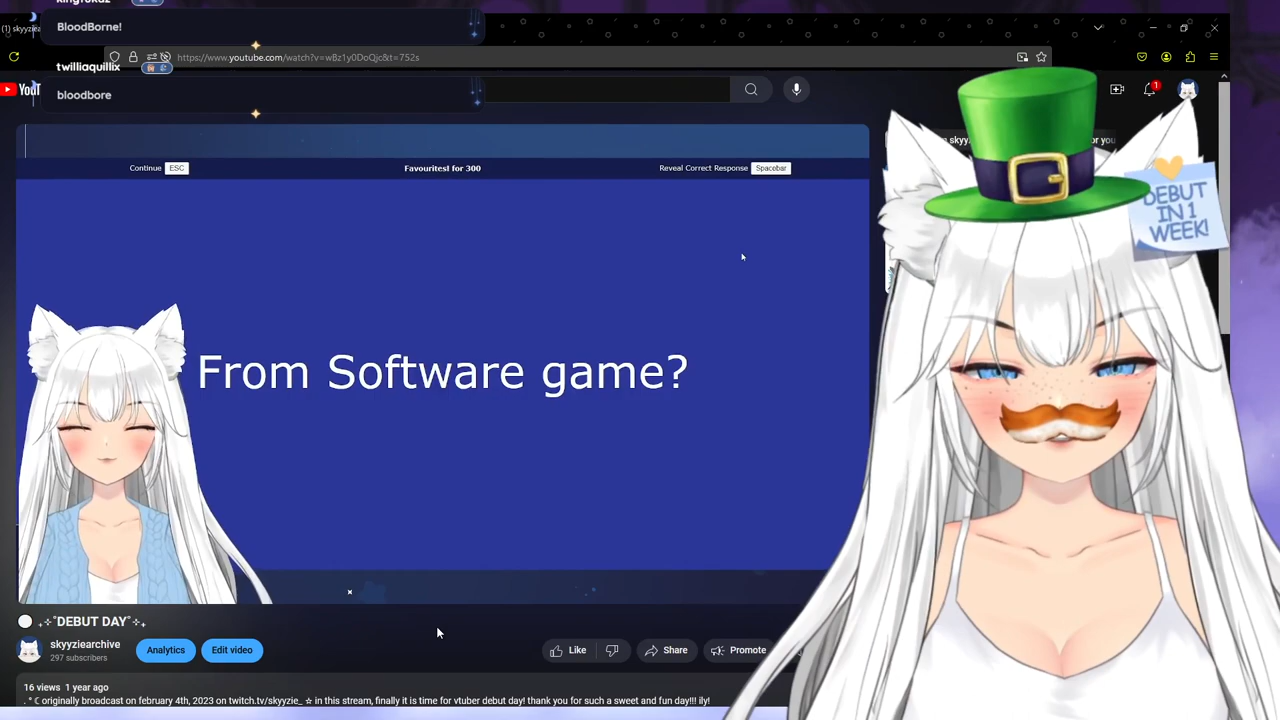 BloodBorne!
twilliaquillix
bloodbore
https://www.youtube.com/watch?v=wBz1y0DoQjc&t=752s
Continue ESC
Favouritest for 300
Reveal Correct Response Spacebar
From Software game?
DEBUT
IN 1
WEEK!
1
₊⊹˚DEBUT DAY˚⊹₊
skyyziearchive
297 subscribers
Analytics
Edit video
Like
Share
Promote
16 views 1 year ago
. ° ☾ originally broadcast on february 4th, 2023 on twitch.tv/skyyzie_ ☆ in this stream, finally it is time for vtuber debut day! thank you for such a sweet and fun day!!! ily!